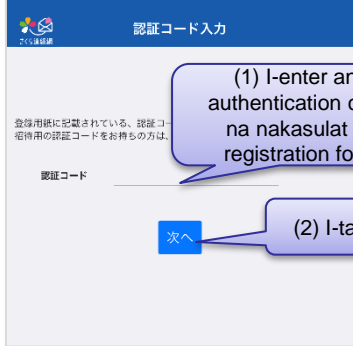 認証コード入力
さくら連絡網
(1) I-enter
authentication
na nakasulat
registration
登録用紙に記載されている、認証コー
招待用の認証コードをお持ちの方は、
認証コード
次へ
(2)